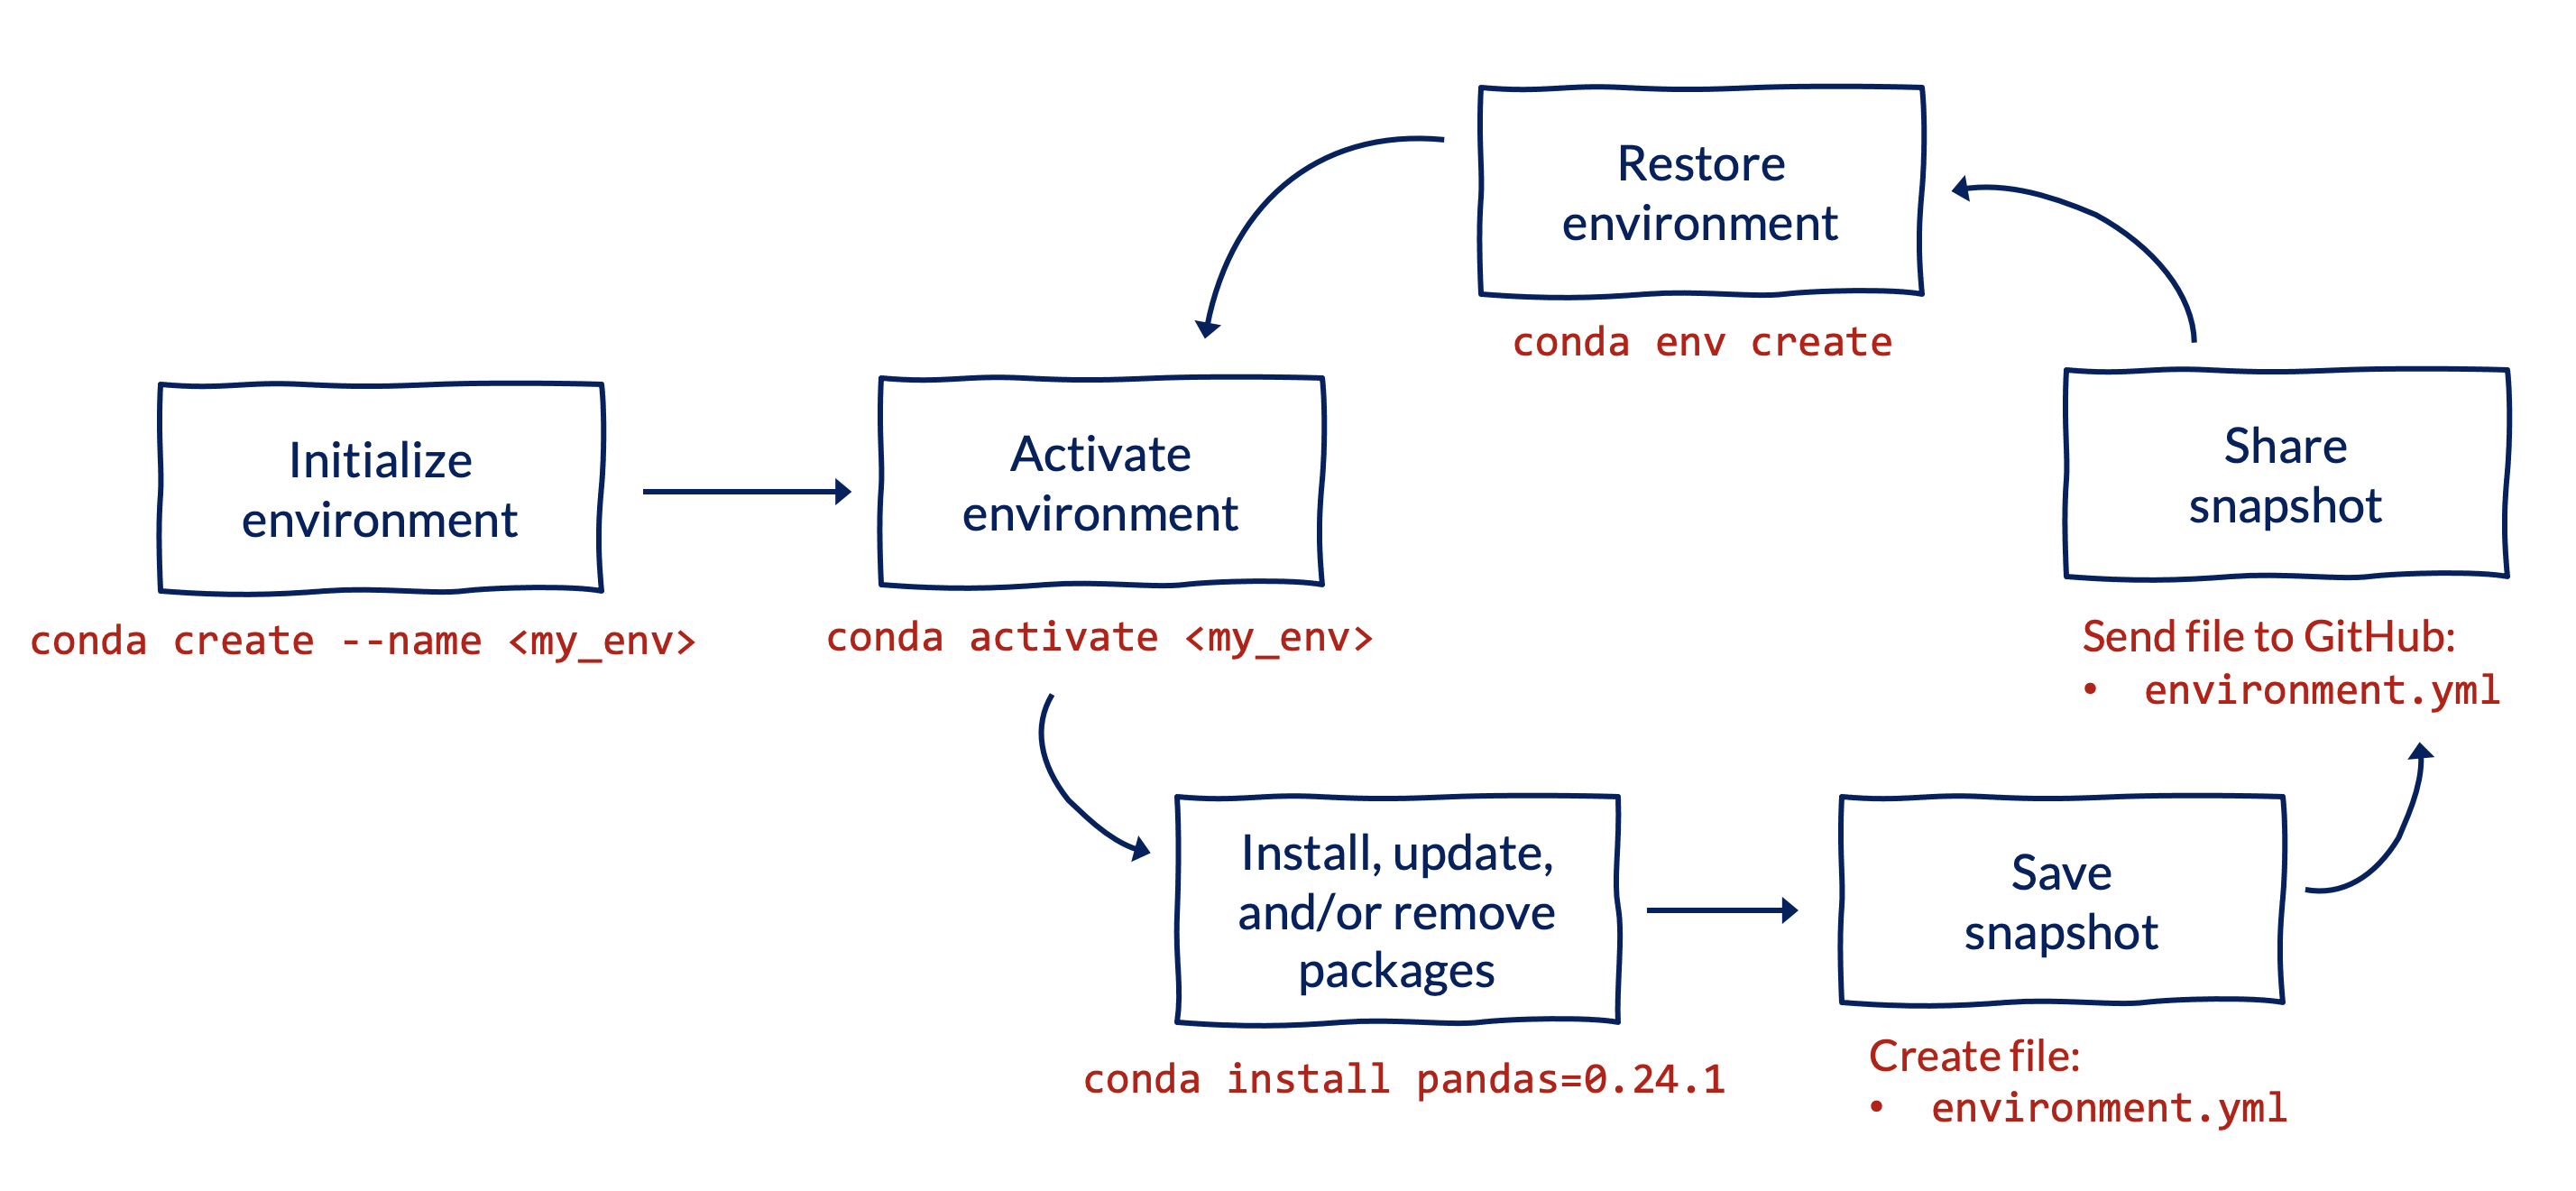 Initialize
environment
conda create --name <my_env>
Activate
environment
conda activate <my_env>
Install, update,
and/or remove
packages
conda install pandas=0.24.1
Save
snapshot
Create file:
• environment.yml
Share
snapshot
Send file to GitHub:
• environment.yml
Restore
environment
conda env create